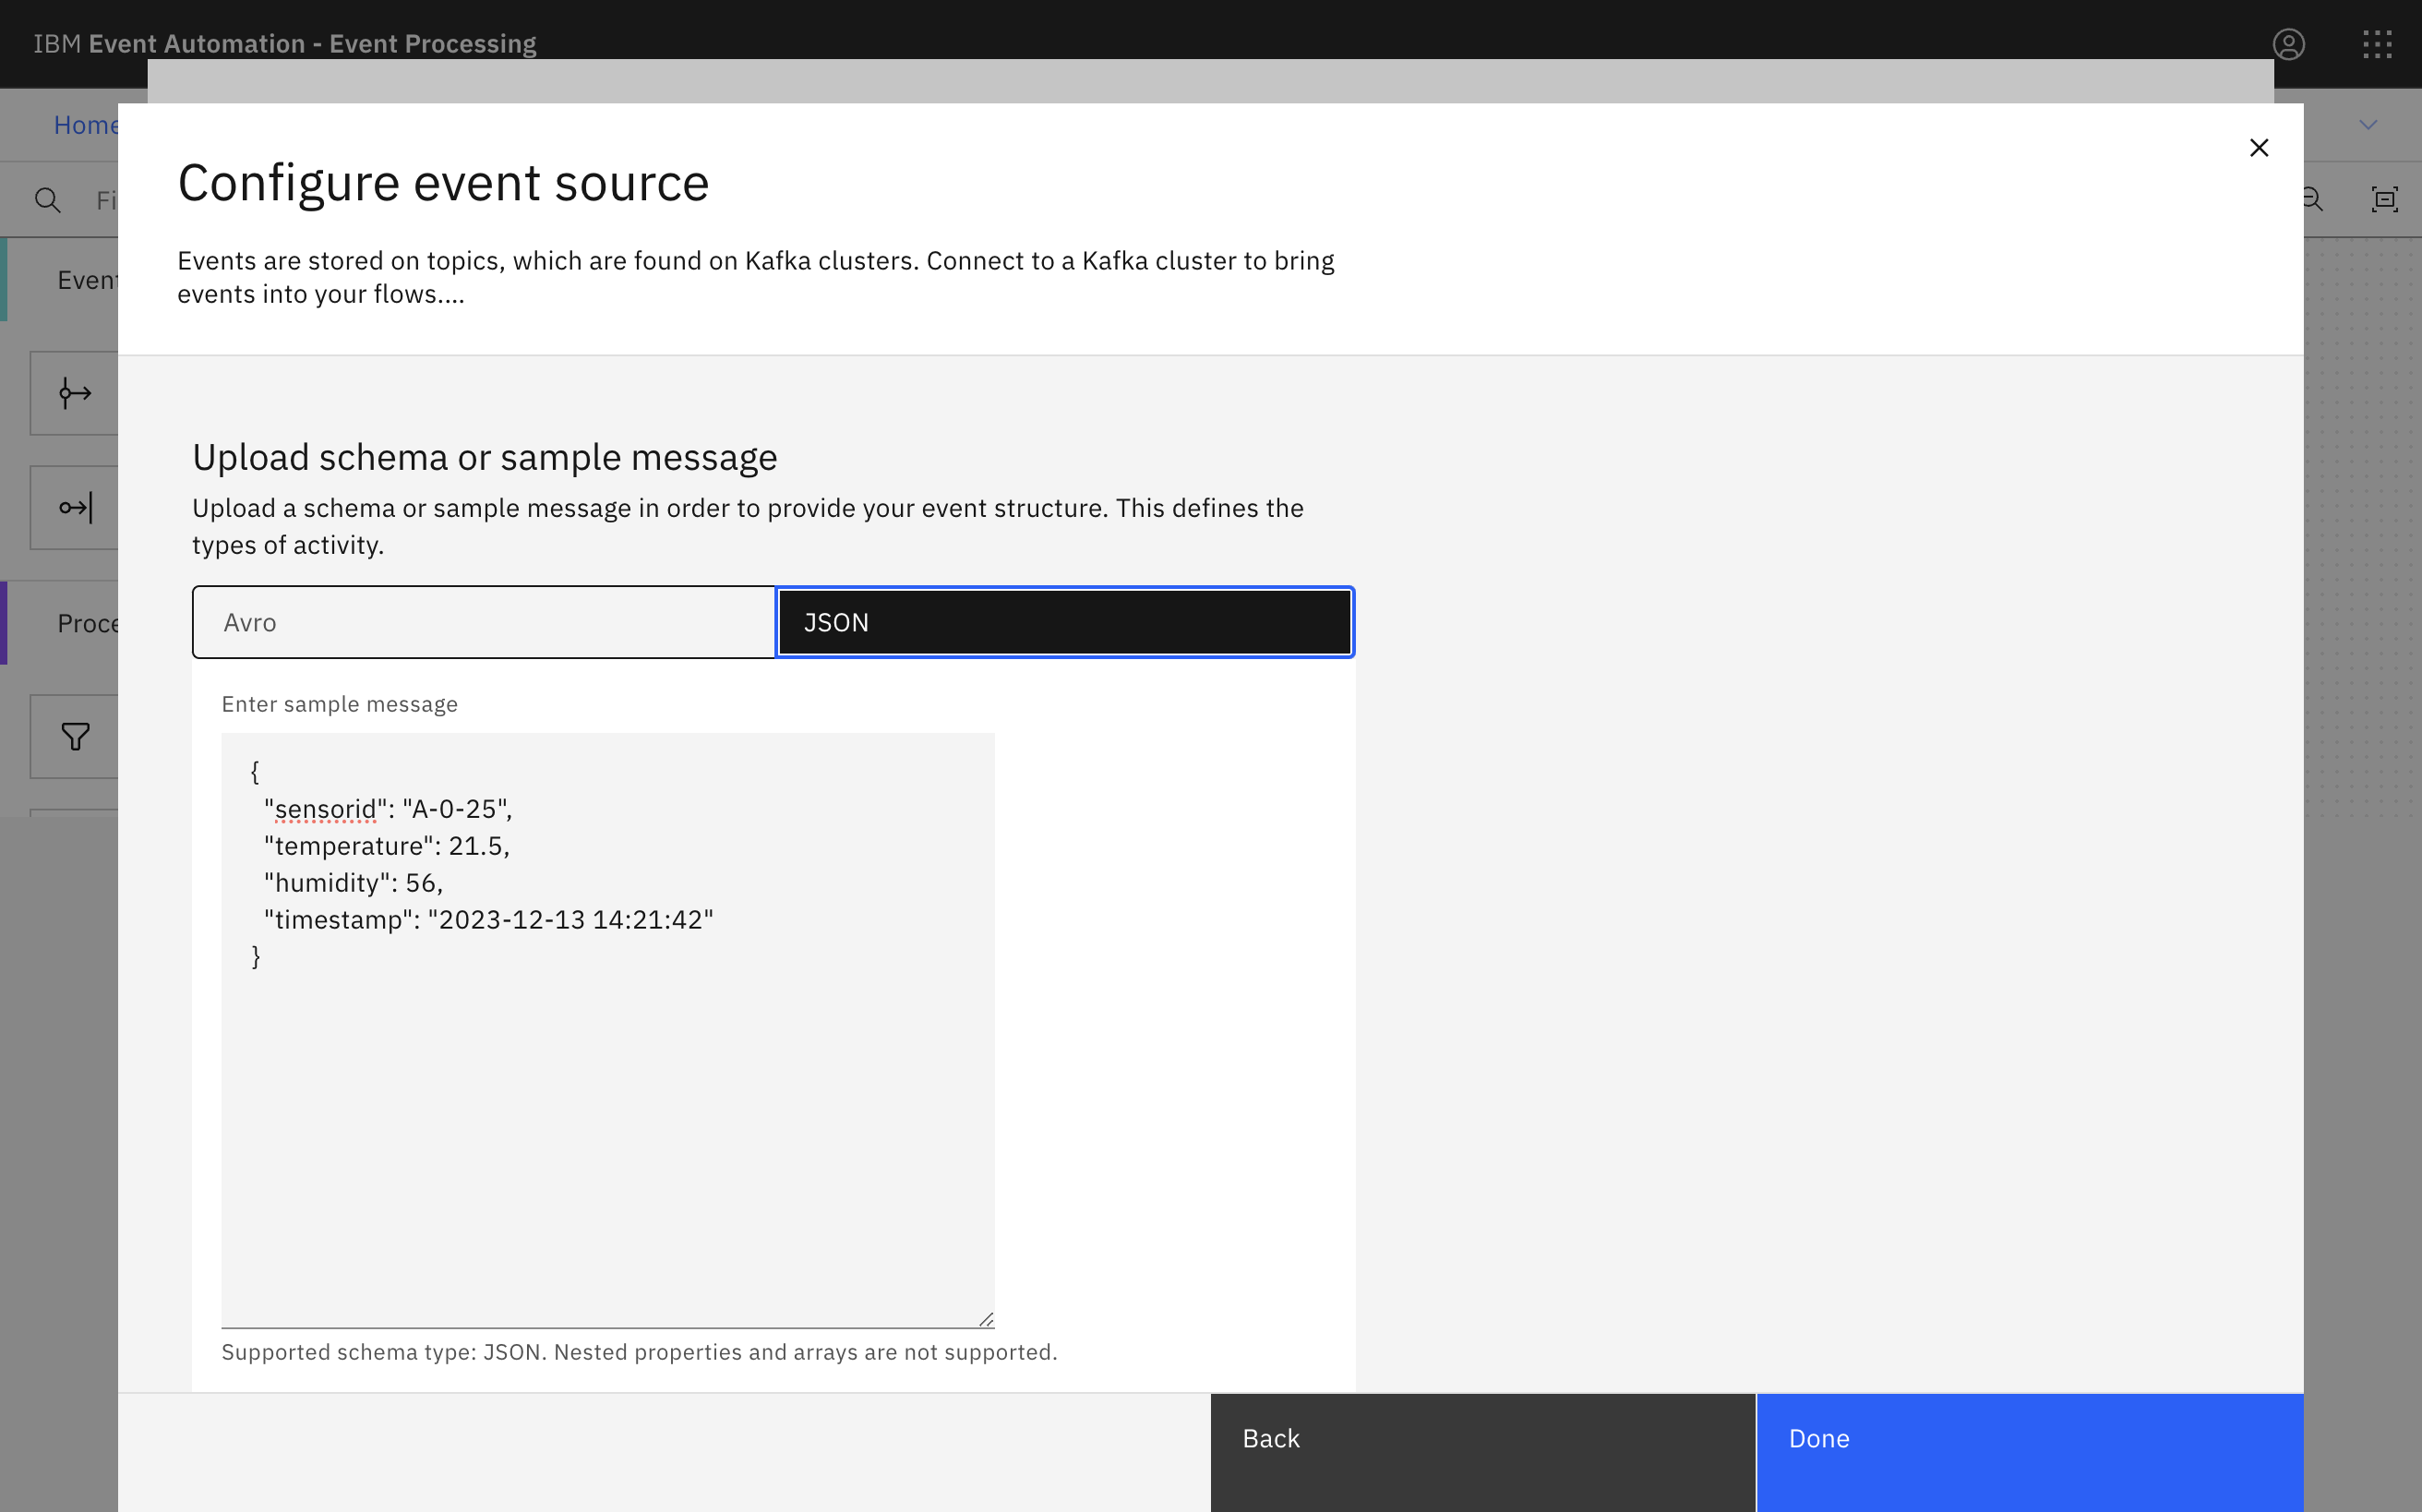 IBM Event Automation - Event Processing
Home
Fi
Configure event source
Events are stored on topics, which are found on Kafka clusters. Connect to a Kafka cluster to bring
events into your flows....
Event
Upload schema or sample message
Upload a schema or sample message in order to provide your event structure. This defines the
types of activity.
Proce
Avro
JSON
Enter sample message
{
"sensorid": "A-0-25",
"temperature": 21.5,
"humidity": 56,
"timestamp": "2023-12-13 14:21:42"
}
Supported schema type: JSON. Nested properties and arrays are not supported.
Back
Done